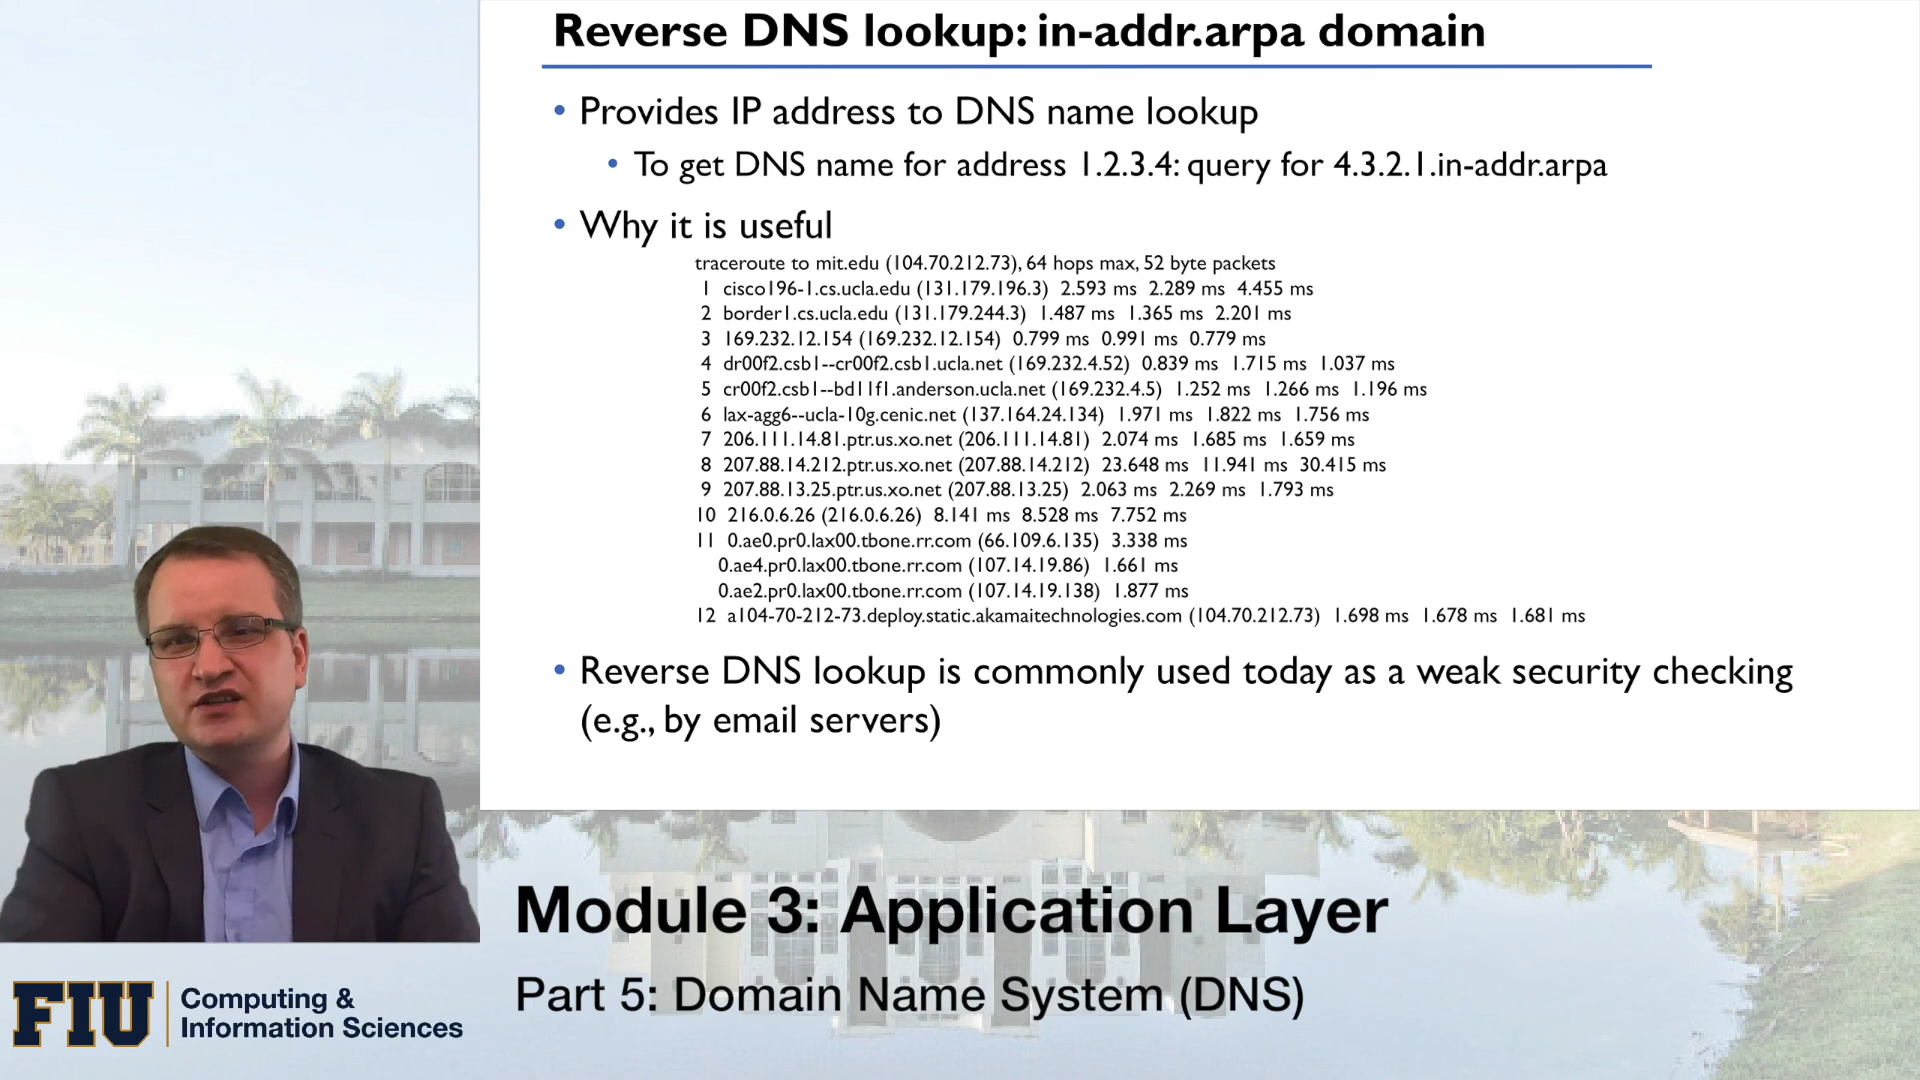 Reverse DNS lookup: in-addr.arpa domain
• Provides IP address to DNS name lookup
• To get DNS name for address 1.2.3.4: query for 4.3.2.1.in-addr.arpa
• Why it is useful
traceroute to mit.edu (104.70.212.73), 64 hops max, 52 byte packets
1 cisco196-1.cs.ucla.edu (131.179.196.3) 2.593 ms 2.289 ms 4.455 ms
2 border1.cs.ucla.edu (131.179.244.3) 1.487 ms 1.365 ms 2.201 ms
3 169.232.12.154 (169.232.12.154) 0.799 ms 0.991 ms 0.779 ms
4 dr00f2.csb1--cr00f2.csb1.ucla.net (169.232.4.52) 0.839 ms 1.715 ms 1.037 ms
5 cr00f2.csb1--bd11f1.anderson.ucla.net (169.232.4.5) 1.252 ms 1.266 ms 1.196 ms
6 lax-agg6--ucla-10g.cenic.net (137.164.24.134) 1.971 ms 1.822 ms 1.756 ms
7 206.111.14.81.ptr.us.xo.net (206.111.14.81) 2.074 ms 1.685 ms 1.659 ms
8 207.88.14.212.ptr.us.xo.net (207.88.14.212) 23.648 ms 11.941 ms 30.415 ms
9 207.88.13.25.ptr.us.xo.net (207.88.13.25) 2.063 ms 2.269 ms 1.793 ms
10 216.0.6.26 (216.0.6.26) 8.141 ms 8.528 ms 7.752 ms
11 0.ae0.pr0.lax00.tbone.rr.com (66.109.6.135) 3.338 ms
0.ae4.pr0.lax00.tbone.rr.com (107.14.19.86) 1.661 ms
0.ae2.pr0.lax00.tbone.rr.com (107.14.19.138) 1.877 ms
12 a104-70-212-73.deploy.static.akamaitechnologies.com (104.70.212.73) 1.698 ms 1.678 ms 1.681 ms
• Reverse DNS lookup is commonly used today as a weak security checking
(e.g., by email servers)
Module 3: Application Layer
Part 5: Domain Name System (DNS)
FIU
Computing &
Information Sciences